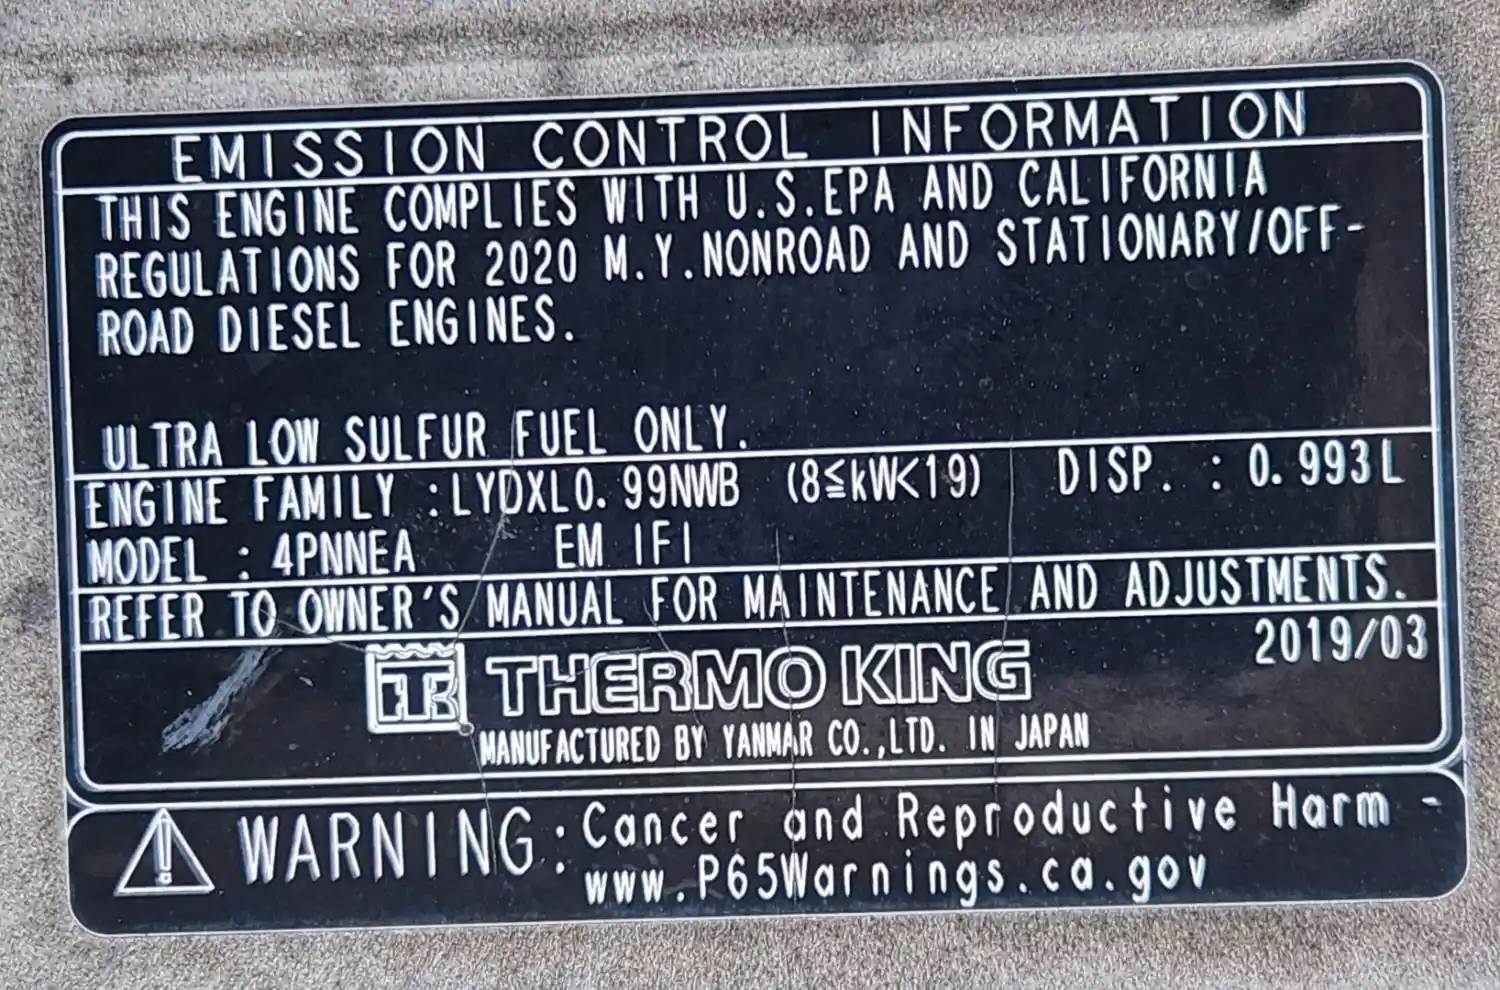 EMISSION CONTROL INFORMATION
THIS ENGINE COMPLIES WITH U.S.EPA AND CALIFORNIA
REGULATIONS FOR 2020 M.Y.NONROAD AND STATIONARY/OFF-
ROAD DIESEL ENGINES.
ULTRA LOW SULFUR FUEL ONLY.
ENGINE FAMILY :LYDXL0.99NWB (8≦kW<19) DISP. : 0.993L
MODEL : 4PNNEA EM IFI
REFER TO OWNER'S MANUAL FOR MAINTENANCE AND ADJUSTMENTS.
2019/03
TK THERMO KING
MANUFACTURED BY YANMAR CO.,LTD. IN JAPAN
WARNING: Cancer and Reproductive Harm -
www.P65Warnings.ca.gov